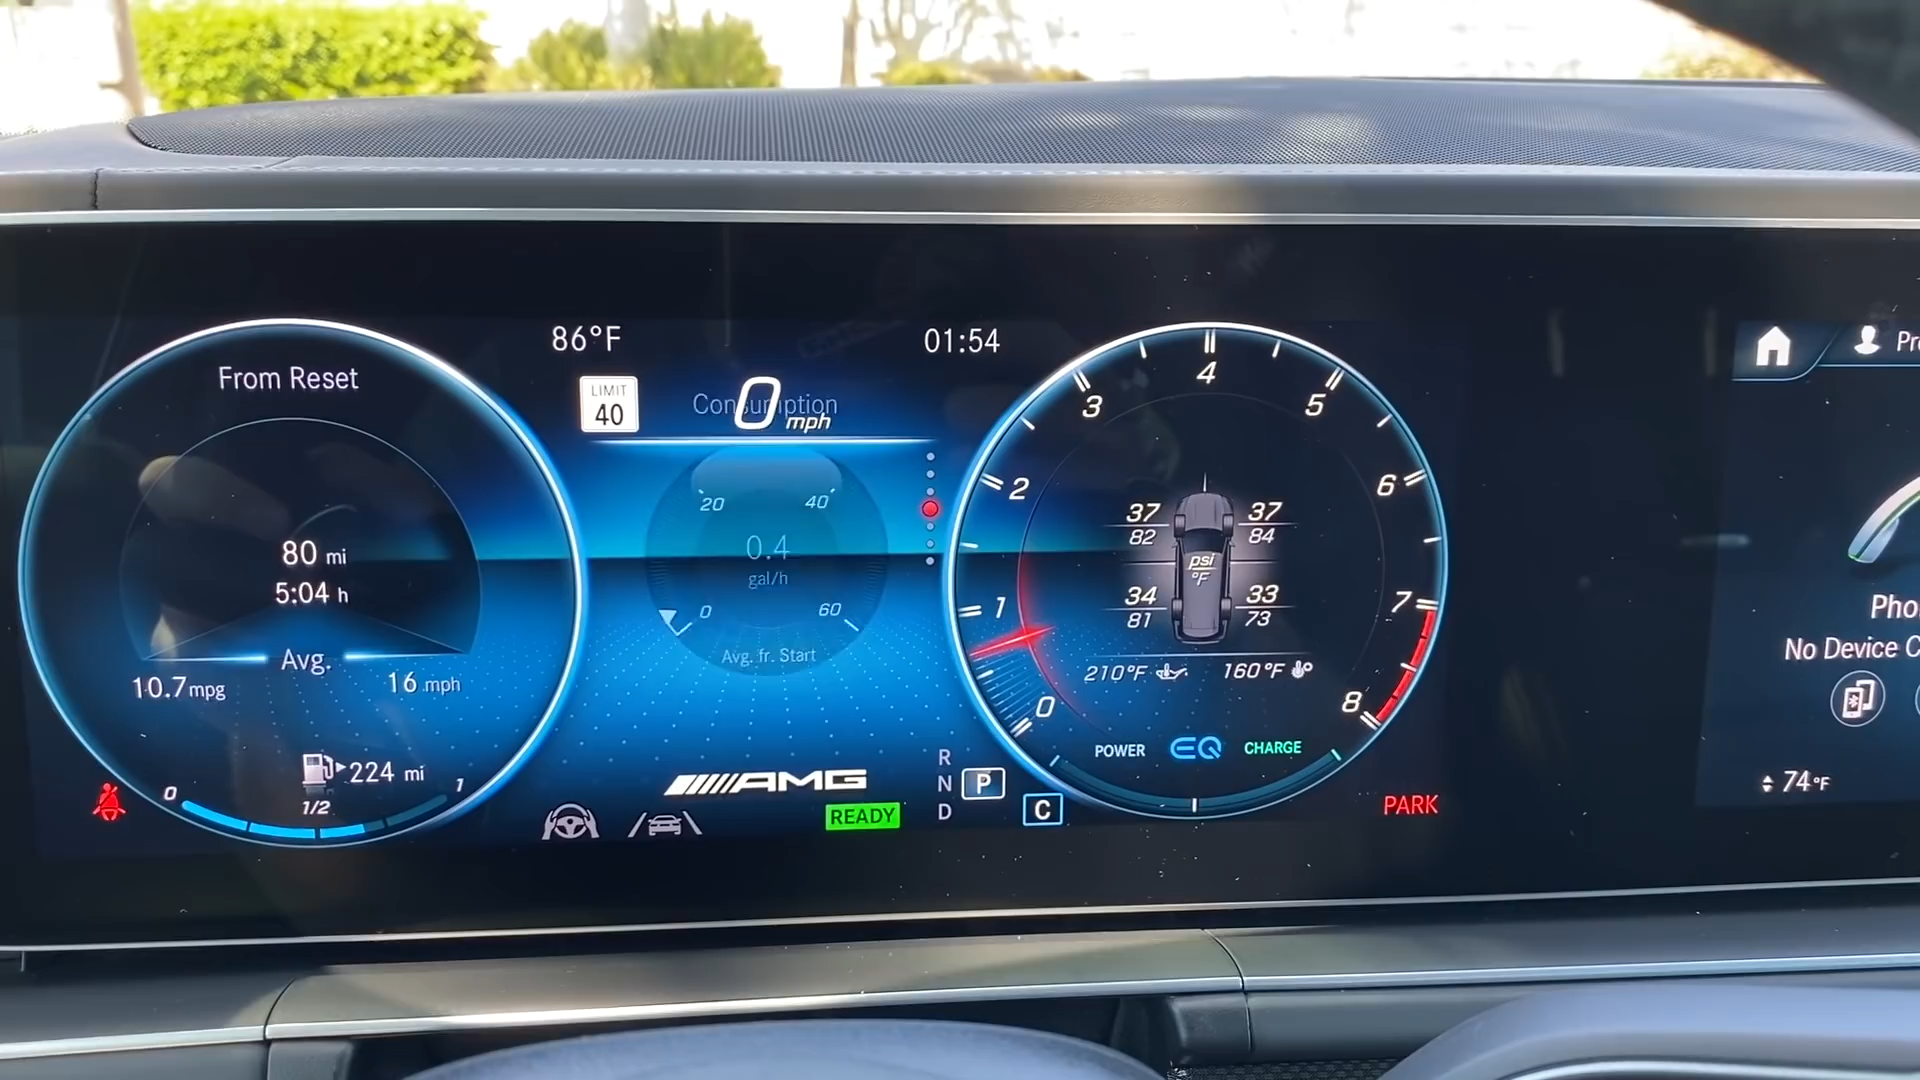 From Reset
80 mi
5:04 h
Avg.
10.7 mpg
16 mph
224 mi
0
1/2
1
86°F
01:54
LIMIT
40
Consumption
0 mph
20
40
0.4
gal/h
0
60
Avg. fr. Start
AMG
READY
R
N
D
P
C
0
1
2
3
4
5
6
7
8
37
82
37
84
psi
°F
34
81
33
73
210°F
160°F
POWER
EQ
CHARGE
PARK
No Device
74°F